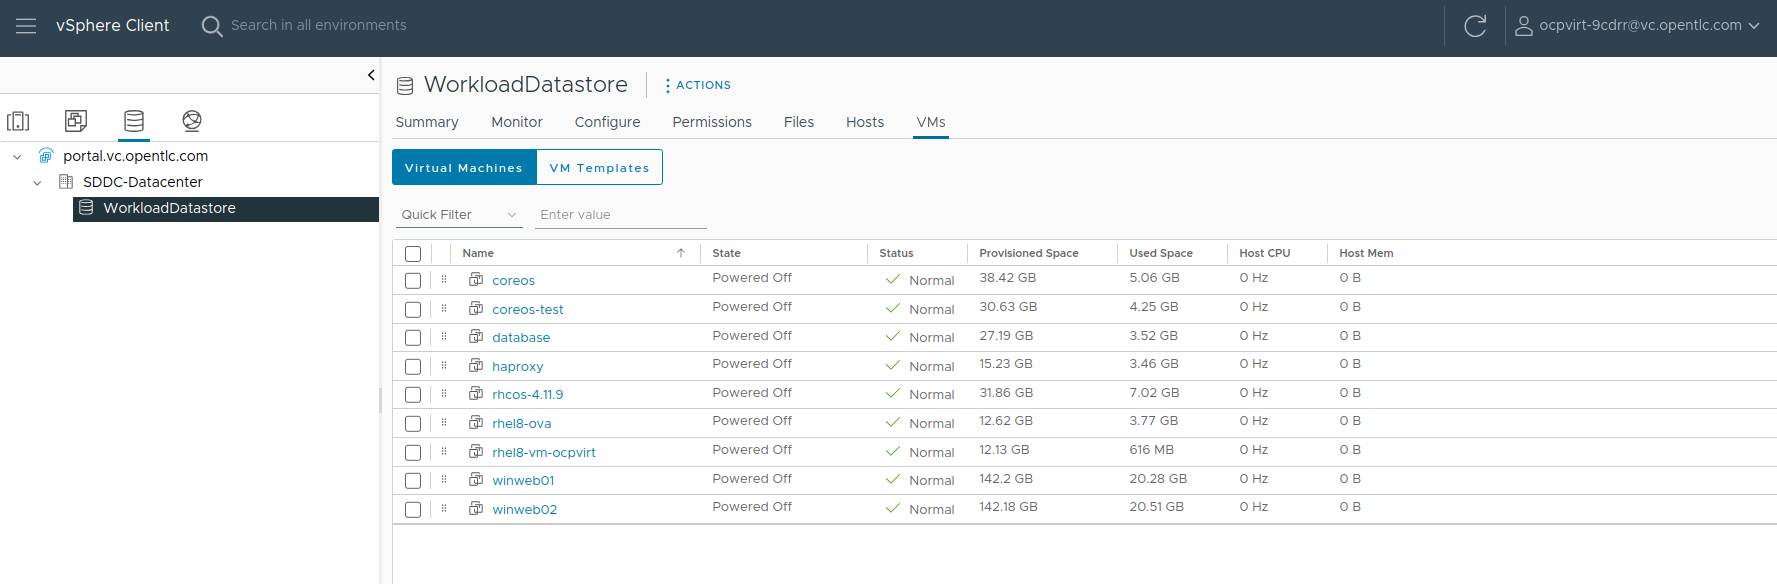 vSphere Client
Search in all environments
ocpvirt-9cdrr@vc.opentlc.com
portal.vc.opentlc.com
SDDC-Datacenter
WorkloadDatastore
WorkloadDatastore
ACTIONS
Summary Monitor Configure Permissions Files Hosts VMs
Virtual Machines VM Templates
Quick Filter Enter value
Name State Status Provisioned Space Used Space Host CPU Host Mem
coreos Powered Off Normal 38.42 GB 5.06 GB 0 Hz 0 B
coreos-test Powered Off Normal 30.63 GB 4.25 GB 0 Hz 0 B
database Powered Off Normal 27.19 GB 3.52 GB 0 Hz 0 B
haproxy Powered Off Normal 15.23 GB 3.46 GB 0 Hz 0 B
rhcos-4.11.9 Powered Off Normal 31.86 GB 7.02 GB 0 Hz 0 B
rhel8-ova Powered Off Normal 12.62 GB 3.77 GB 0 Hz 0 B
rhel8-vm-ocpvirt Powered Off Normal 12.13 GB 616 MB 0 Hz 0 B
winweb01 Powered Off Normal 142.2 GB 20.28 GB 0 Hz 0 B
winweb02 Powered Off Normal 142.18 GB 20.51 GB 0 Hz 0 B